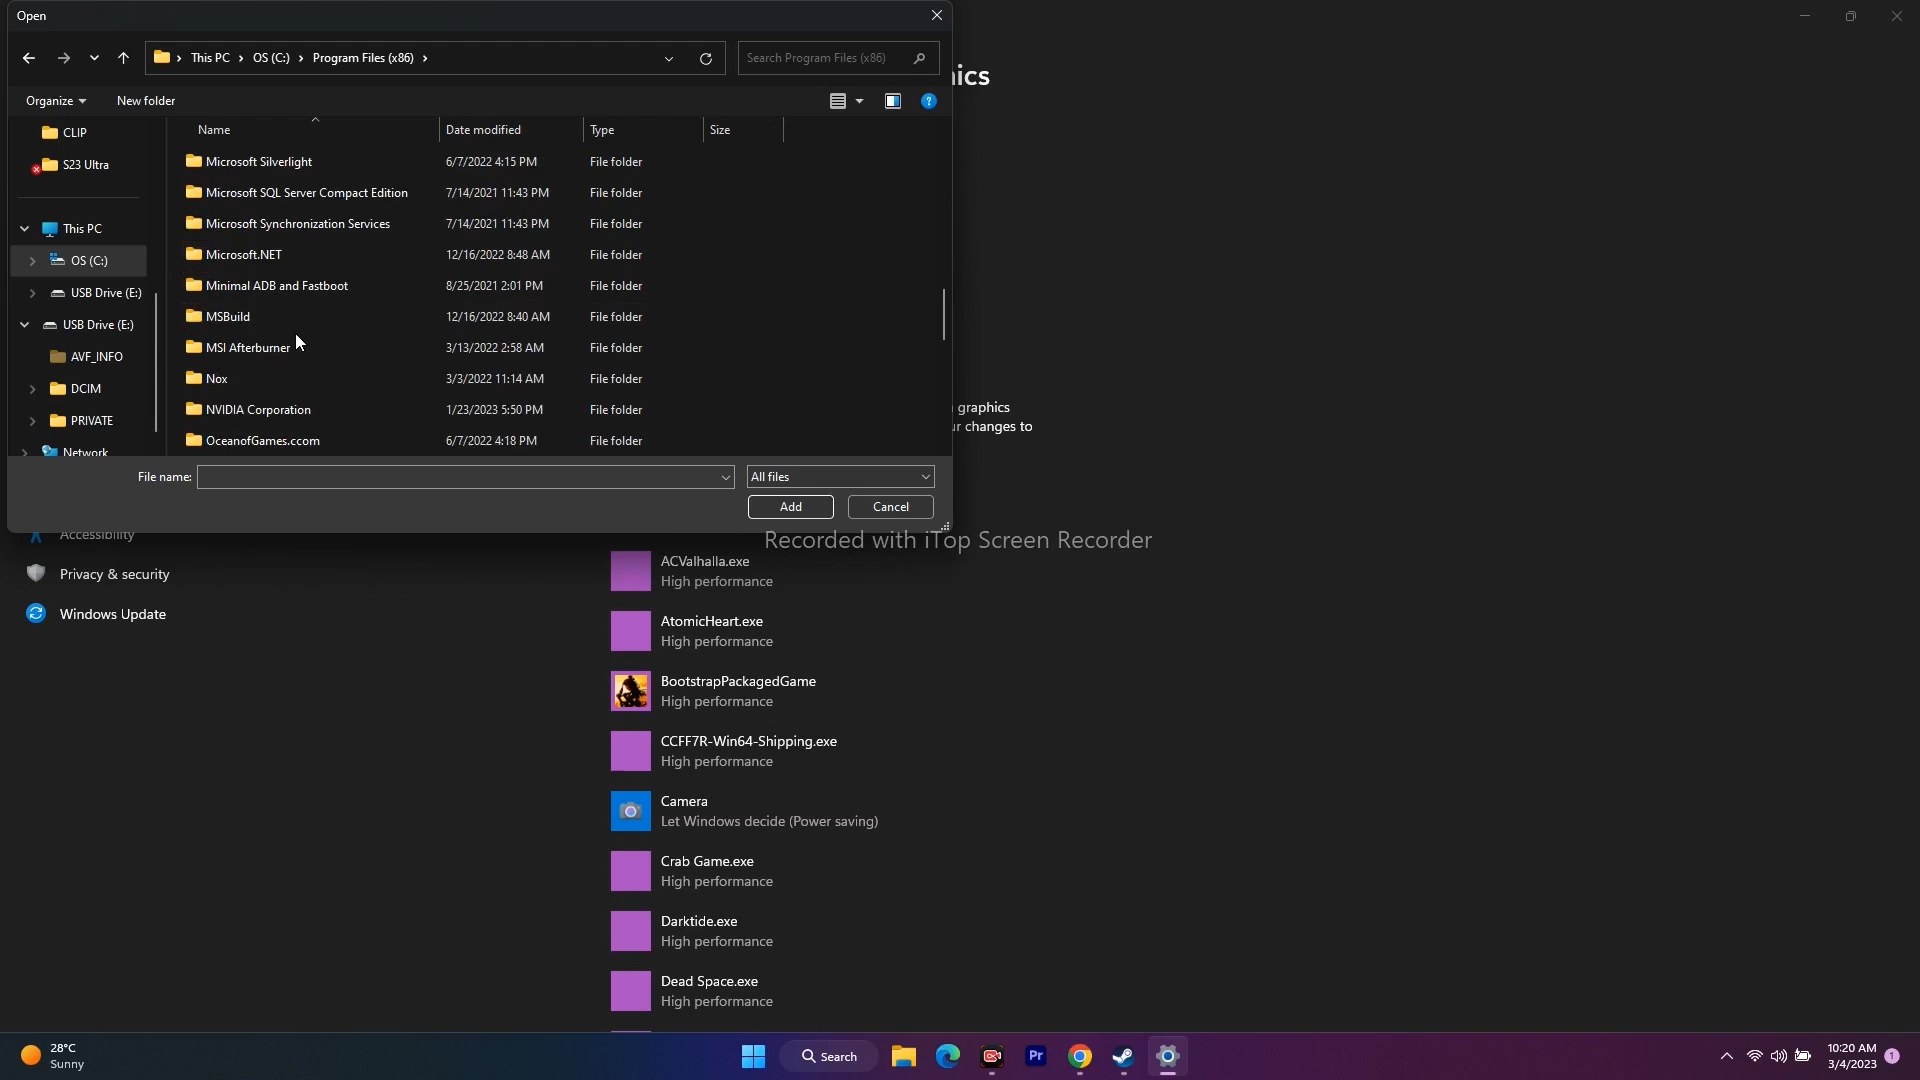 Open
This PC
OS (C:)
Program Files (x86)
Search Program Files (x86)
Organize
New folder
ics
Name
Date modified
Type
Size
CLIP
S23 Ultra
This PC
OS (C:)
USB Drive (E:)
USB Drive (E:)
AVF_INFO
DCIM
PRIVATE
Network
Microsoft Silverlight 6/7/2022 4:15 PM File folder
Microsoft SQL Server Compact Edition 7/14/2021 11:43 PM File folder
Microsoft Synchronization Services 7/14/2021 11:43 PM File folder
Microsoft.NET 12/16/2022 8:48 AM File folder
Minimal ADB and Fastboot 8/25/2021 2:01 PM File folder
MSBuild 12/16/2022 8:40 AM File folder
MSI Afterburner 3/13/2022 2:58 AM File folder
Nox 3/3/2022 11:14 AM File folder
NVIDIA Corporation 1/23/2023 5:50 PM File folder
OceanofGames.ccom 6/7/2022 4:18 PM File folder
graphics
ur changes to
File name:
All files
Add
Cancel
Accessibility
Privacy & security
Windows Update
Recorded with iTop Screen Recorder
ACValhalla.exe
High performance
AtomicHeart.exe
High performance
BootstrapPackagedGame
High performance
CCFF7R-Win64-Shipping.exe
High performance
Camera
Let Windows decide (Power saving)
Crab Game.exe
High performance
Darktide.exe
High performance
Dead Space.exe
High performance
28°C
Sunny
Search
Pr
10:20 AM
3/4/2023
1